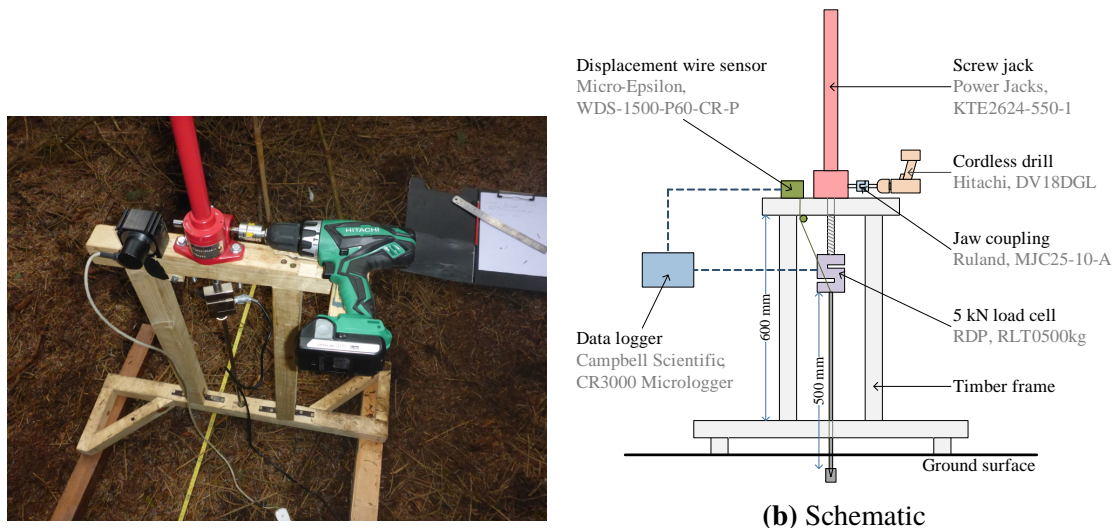 HITACHI
Displacement wire sensor
Micro-Epsilon,
WDS-1500-P60-CR-P
Screw jack
Power Jacks,
KTE2624-550-1
Cordless drill
Hitachi, DV18DGL
Jaw coupling
Ruland, MJC25-10-A
5 kN load cell
RDP, RLT0500kg
Data logger
Campbell Scientific,
CR3000 Micrologger
600 mm
500 mm
Timber frame
Ground surface
(b) Schematic